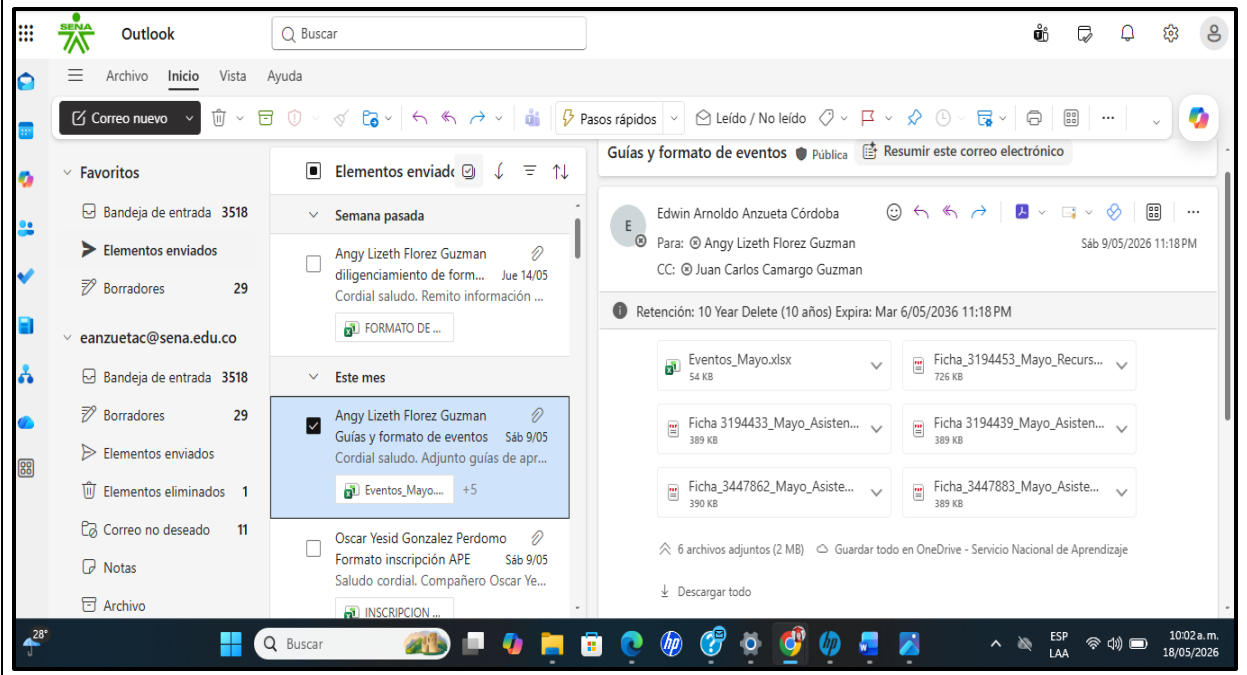 SENA
Outlook
Buscar
Archivo Inicio Vista Ayuda
Correo nuevo
Pasos rápidos
Leído / No leído
Favoritos
Bandeja de entrada 3518
Elementos enviados
Borradores 29
eanzuetac@sena.edu.co
Bandeja de entrada 3518
Borradores 29
Elementos enviados
Elementos eliminados 1
Correo no deseado 11
Notas
Archivo
Elementos enviado
Semana pasada
Angy Lizeth Florez Guzman
diligenciamiento de form... Jue 14/05
Cordial saludo. Remito información ...
FORMATO DE ...
Este mes
Angy Lizeth Florez Guzman
Guías y formato de eventos Sáb 9/05
Cordial saludo. Adjunto guías de apr...
Eventos_Mayo.... +5
Oscar Yesid Gonzalez Perdomo
Formato inscripción APE Sáb 9/05
Saludo cordial. Compañero Oscar Ye...
INSCRIPCION ...
Guías y formato de eventos Pública Resumir este correo electrónico
E
Edwin Arnoldo Anzueta Córdoba
Para: Angy Lizeth Florez Guzman
Sáb 9/05/2026 11:18 PM
CC: Juan Carlos Camargo Guzman
Retención: 10 Year Delete (10 años) Expira: Mar 6/05/2036 11:18 PM
Eventos_Mayo.xlsx
54 KB
Ficha_3194453_Mayo_Recurs...
726 KB
Ficha 3194433_Mayo_Asisten...
389 KB
Ficha 3194439_Mayo_Asisten...
389 KB
Ficha_3447862_Mayo_Asiste...
390 KB
Ficha_3447883_Mayo_Asiste...
389 KB
6 archivos adjuntos (2 MB) Guardar todo en OneDrive - Servicio Nacional de Aprendizaje
Descargar todo
28°
Buscar
ESP
LAA
10:02 a. m.
18/05/2026